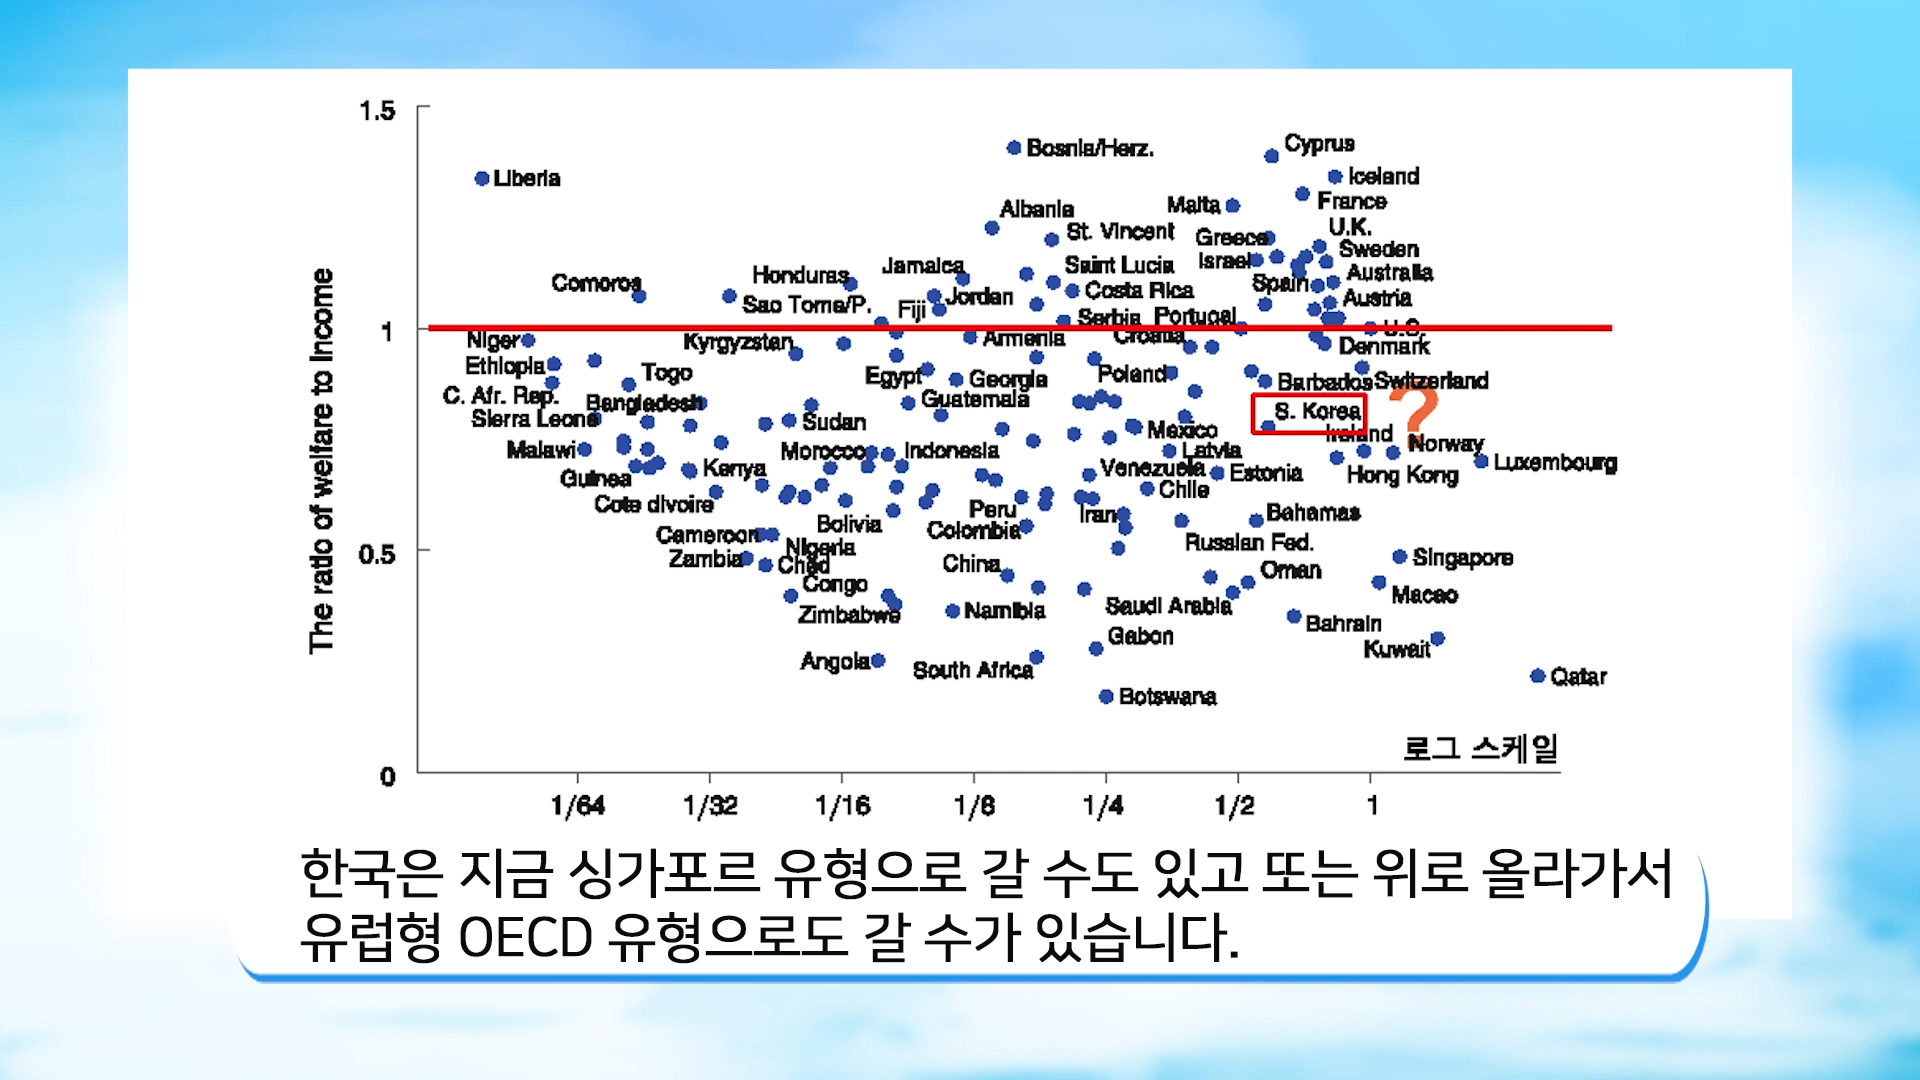 1.5
Bosnia/Herz.
Cyprus
Liberia
Iceland
France
Malta
Albania
St. Vincent
U.K.
Greece
Sweden
Israel
Jamaica
Saint Lucia
Honduras
Australia
Comoros
Spain
Costa Rica
Jordan
Austria
Sao Tome/P.
Fiji
Serbia
Portugal
1
U.S.
Niger
Kyrgyzstan
Armenia
Croatia
Denmark
Ethiopia
Togo
Egypt
Georgia
Poland
Barbados
Switzerland
C. Afr. Rep.
Bangladesh
Guatemala
S. Korea
?
Sierra Leone
Sudan
Mexico
Ireland
Norway
Malawi
Morocco
Indonesia
Latvia
Luxembourg
Kenya
Venezuela
Estonia
Hong Kong
Guinea
Chile
Cote dIvoire
Peru
Iran
Bahamas
Bolivia
Colombia
Cameroon
Nigeria
Russian Fed.
0.5
Zambia
Chad
China
Singapore
Oman
Congo
Macao
Zimbabwe
Namibia
Saudi Arabia
Bahrain
Gabon
Kuwait
Angola
South Africa
Qatar
Botswana
The ratio of welfare to income
로그 스케일
0
1/64 1/32 1/16 1/8 1/4 1/2 1
한국은 지금 싱가포르 유형으로 갈 수도 있고 또는 위로 올라가서
유럽형 OECD 유형으로도 갈 수가 있습니다.